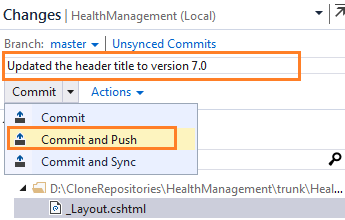 Changes | HealthManagement (Local)
Branch: master | Unsynced Commits
Updated the header title to version 7.0
Commit Actions
Commit
Commit and Push
Commit and Sync
D:\CloneRepositories\HealthManagement\trunk\Heal...
_Layout.cshtml